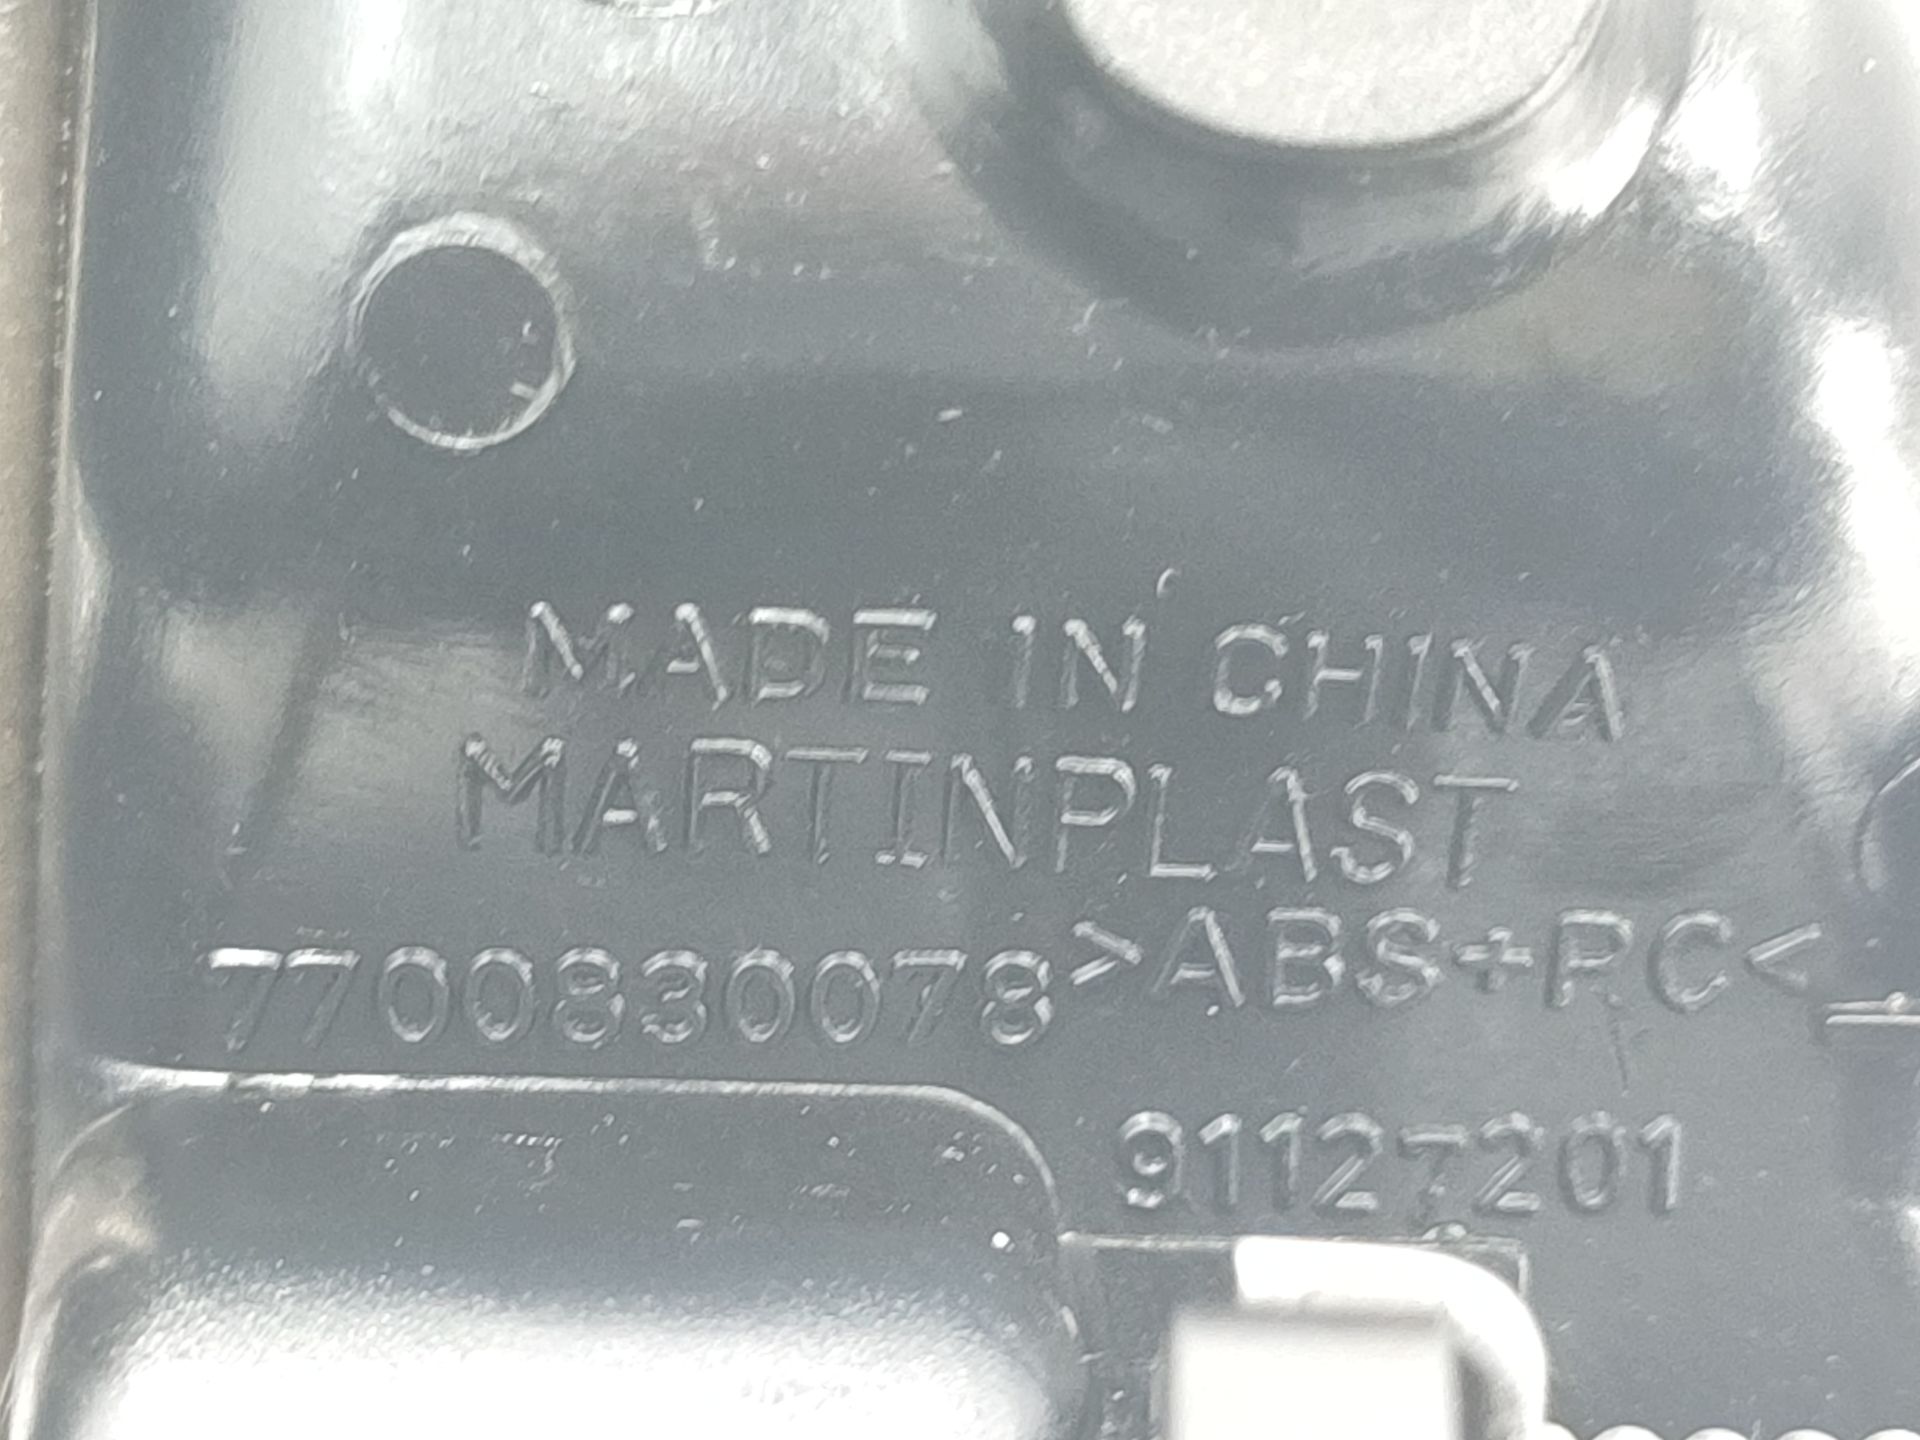 MADE IN CHINA
MARTINPLAST
7700830078 >ABS+PC<
91127201